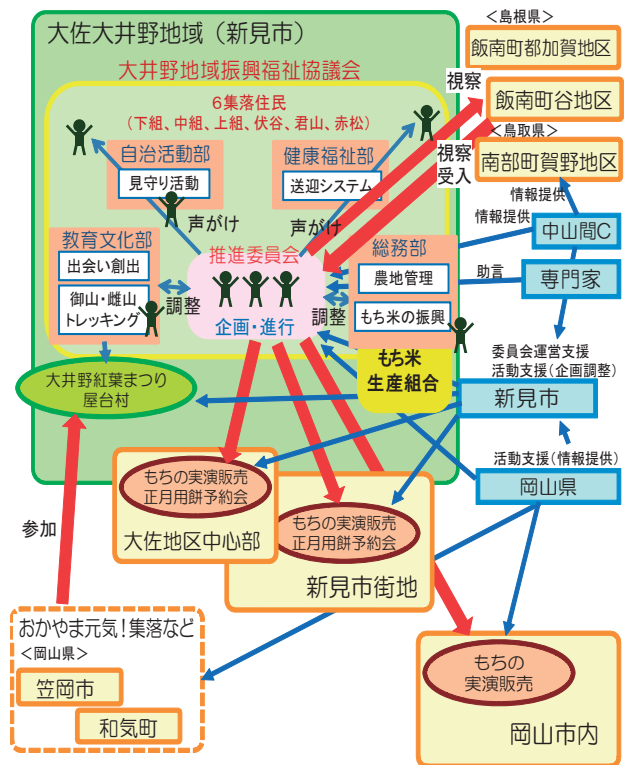 ＜島根県＞
飯南町都加賀地区
大佐大井野地域（新見市）
大井野地域振興福祉協議会
視察
飯南町谷地区
6集落住民
（下組、中組、上組、伏谷、君山、赤松）
＜鳥取県＞
視察
受入
南部町賀野地区
自治活動部
見守り活動
健康福祉部
送迎システム
情報提供
声がけ
声がけ
情報提供
中山間C
教育文化部
出会い創出
御山・雌山
トレッキング
推進委員会
企画・進行
調整
調整
総務部
農地管理
もち米の振興
助言
専門家
もち米
生産組合
委員会運営支援
活動支援（企画調整）
新見市
大井野紅葉まつり
屋台村
活動支援（情報提供）
岡山県
もちの実演販売
正月用餅予約会
大佐地区中心部
もちの実演販売
正月用餅予約会
新見市街地
参加
おかやま元気！集落など
＜岡山県＞
笠岡市
和気町
もちの
実演販売
岡山市内